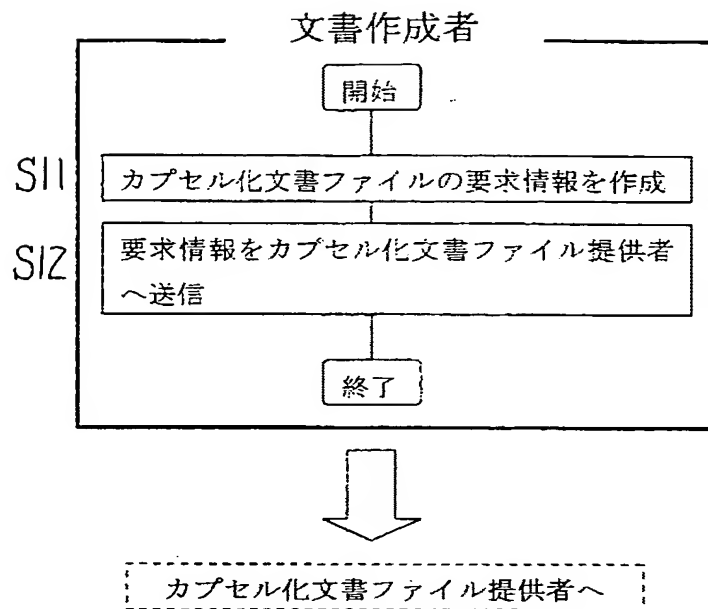 文書作成者
開始
S11
カプセル化文書ファイルの要求情報を作成
S12
要求情報をカプセル化文書ファイル提供者
へ送信
終了
カプセル化文書ファイル提供者へ